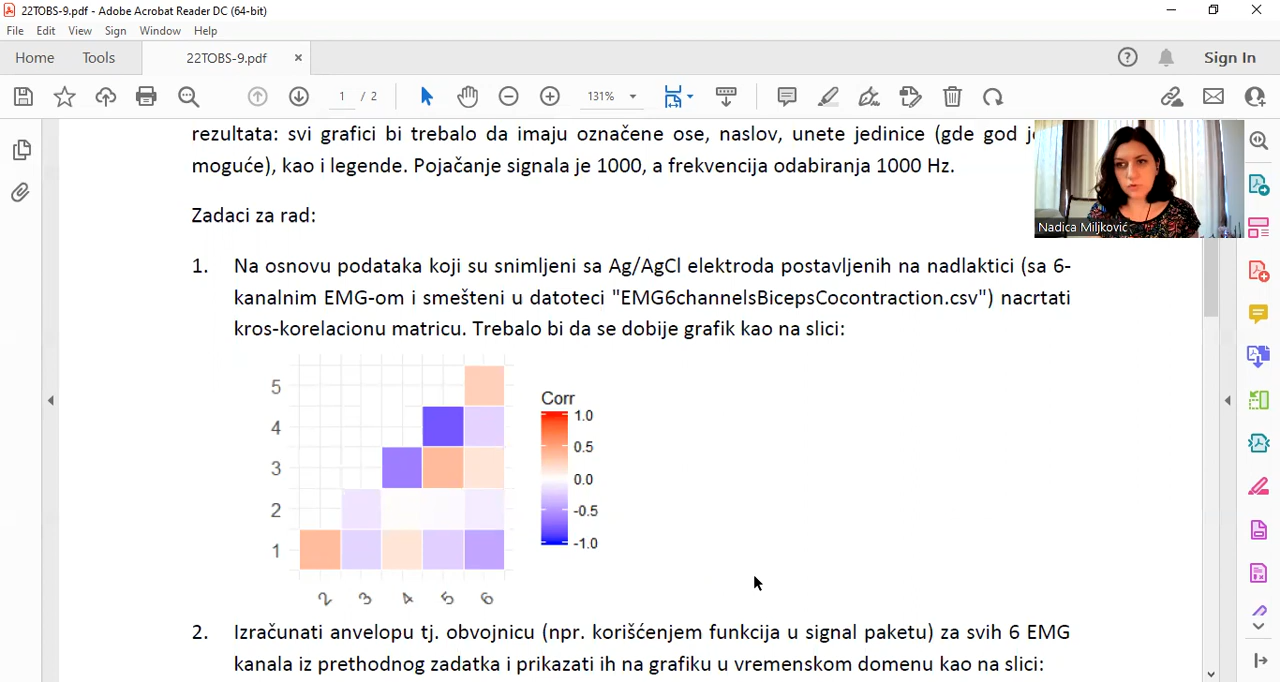 22TOBS-9.pdf - Adobe Acrobat Reader DC (64-bit)
File Edit View Sign Window Help
Home Tools 22TOBS-9.pdf × Sign In
1 / 2 131%
rezultata: svi grafici bi trebalo da imaju označene ose, naslov, unete jedinice (gde god
moguće), kao i legende. Pojačanje signala je 1000, a frekvencija odabiranja 1000 Hz.
Nadica Miljković
Zadaci za rad:
1. Na osnovu podataka koji su snimljeni sa Ag/AgCl elektroda postavljenih na nadlaktici (sa 6-
kanalnim EMG-om i smešteni u datoteci "EMG6channelsBicepsCocontraction.csv") nacrtati
kros-korelacionu matricu. Trebalo bi da se dobije grafik kao na slici:
5
4
3
2
1
2 3 4 5 6
Corr
1.0
0.5
0.0
-0.5
-1.0
2. Izračunati anvelopu tj. obvojnicu (npr. korišćenjem funkcija u signal paketu) za svih 6 EMG
kanala iz prethodnog zadatka i prikazati ih na grafiku u vremenskom domenu kao na slici: